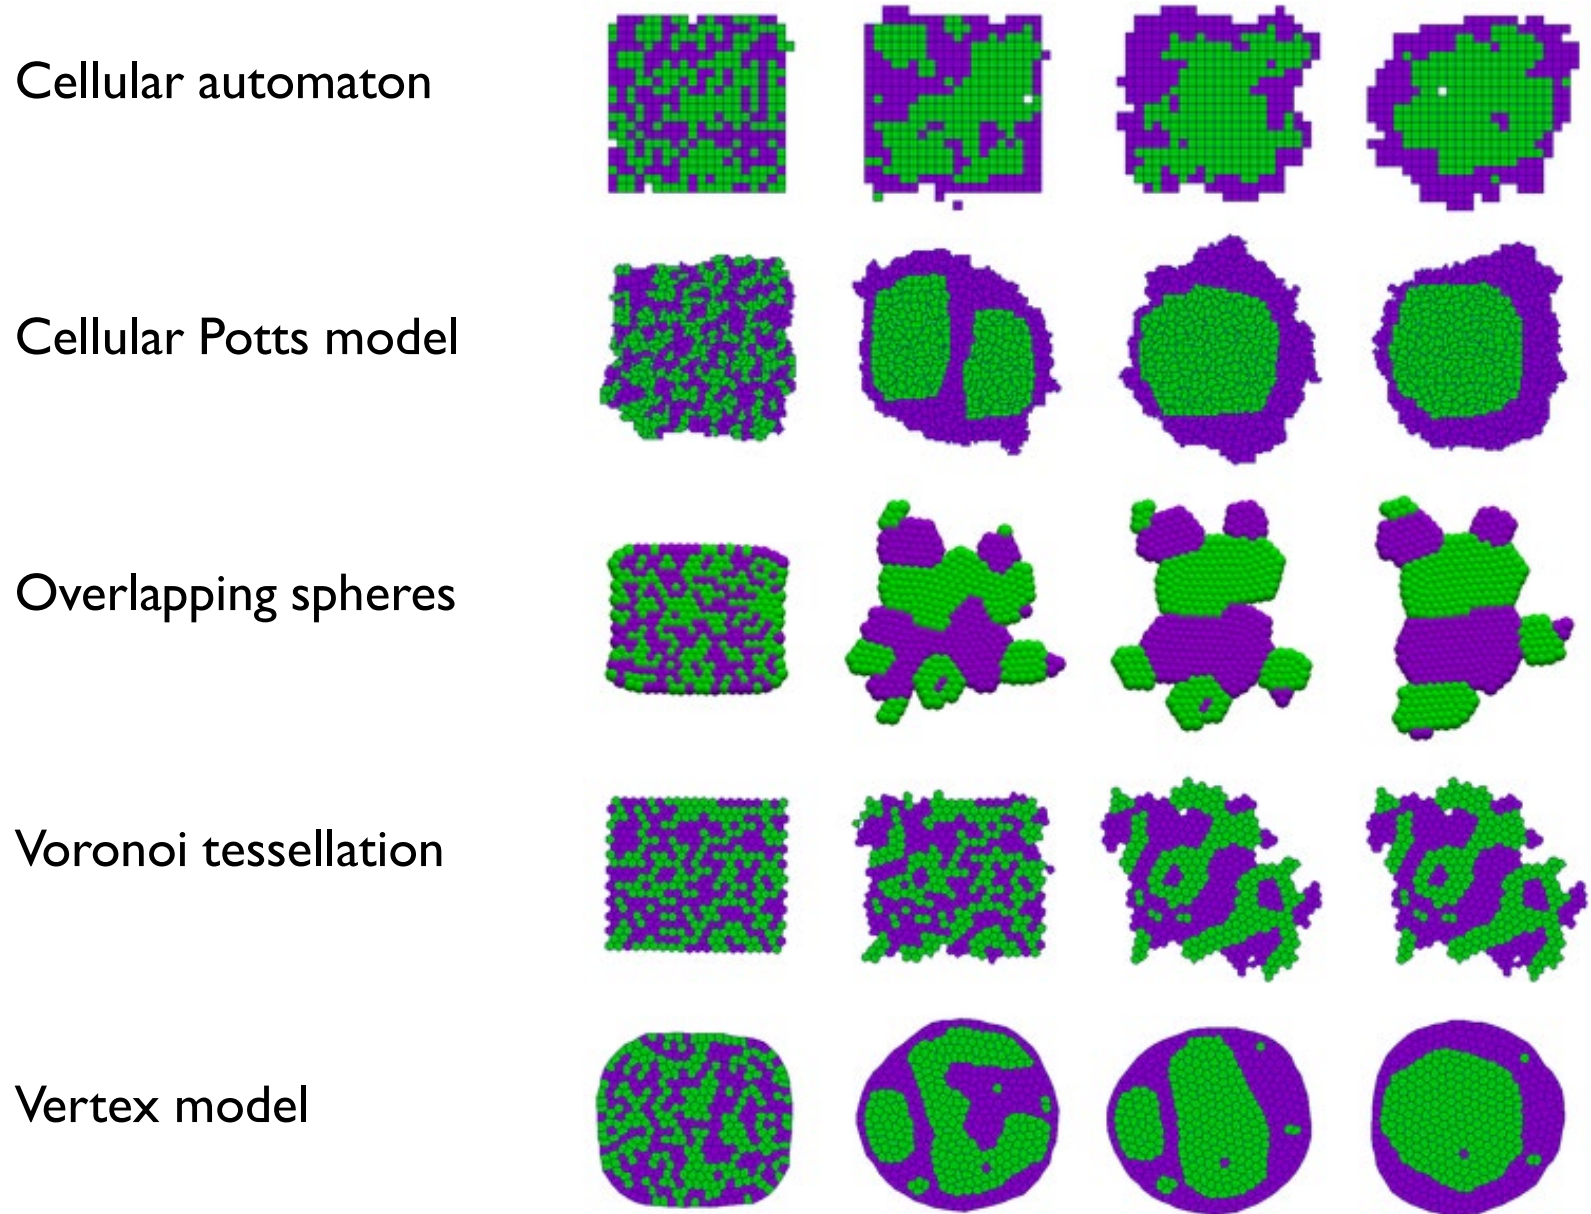 Cellular automaton
Cellular Potts model
Overlapping spheres
Voronoi tessellation
Vertex model